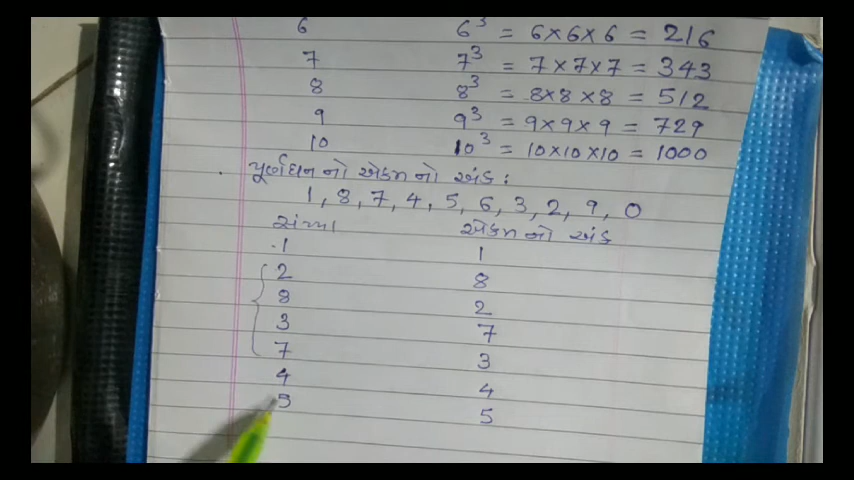 6 6³ = 6×6×6 = 216
7 7³ = 7×7×7 = 343
8 8³ = 8×8×8 = 512
9 9³ = 9×9×9 = 729
10 10³ = 10×10×10 = 1000
પૂર્ણઘન નો એકમ નો અંક :
1, 8, 7, 4, 5, 6, 3, 2, 9, 0
સંખ્યા એકમ નો અંક
1 1
2 8
8 2
3 7
7 3
4 4
5 5